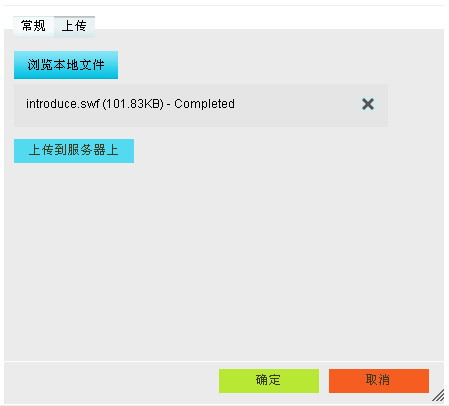 常规 上传
浏览本地文件
introduce.swf (101.83KB) - Completed
上传到服务器上
确定 取消